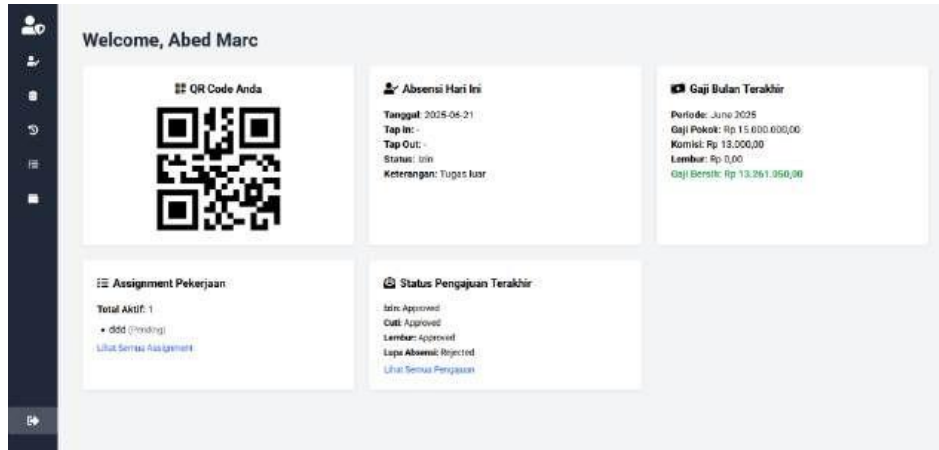 Welcome, Abed Marc
QR Code Anda
Absensi Hari Ini
Tanggal: 2025-06-21
Tap In: -
Tap Out: -
Status: Izin
Keterangan: Tugas luar
Gaji Bulan Terakhir
Periode: June 2025
Gaji Pokok: Rp 15.000.000,00
Komisi: Rp 13.000,00
Lembur: Rp 0,00
Gaji Bersih: Rp 13.261.050,00
Assignment Pekerjaan
Total Aktif: 1
• ddd (Pending)
Lihat Semua Assignment
Status Pengajuan Terakhir
Izin: Approved
Cuti: Approved
Lembur: Approved
Lupa Absensi: Rejected
Lihat Semua Pengajuan